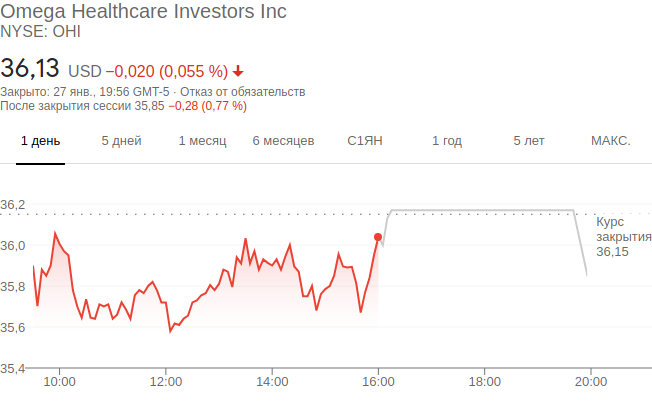 Omega Healthcare Investors Inc
NYSE: OHI
36,13 USD −0,020 (0,055 %)
Закрыто: 27 янв., 19:56 GMT-5 · Отказ от обязательств
После закрытия сессии 35,85 −0,28 (0,77 %)
1 день 5 дней 1 месяц 6 месяцев С1ЯН 1 год 5 лет МАКС.
36,2
36,0
35,8
35,6
35,4
Курс
закрытия
36,15
10:00 12:00 14:00 16:00 18:00 20:00